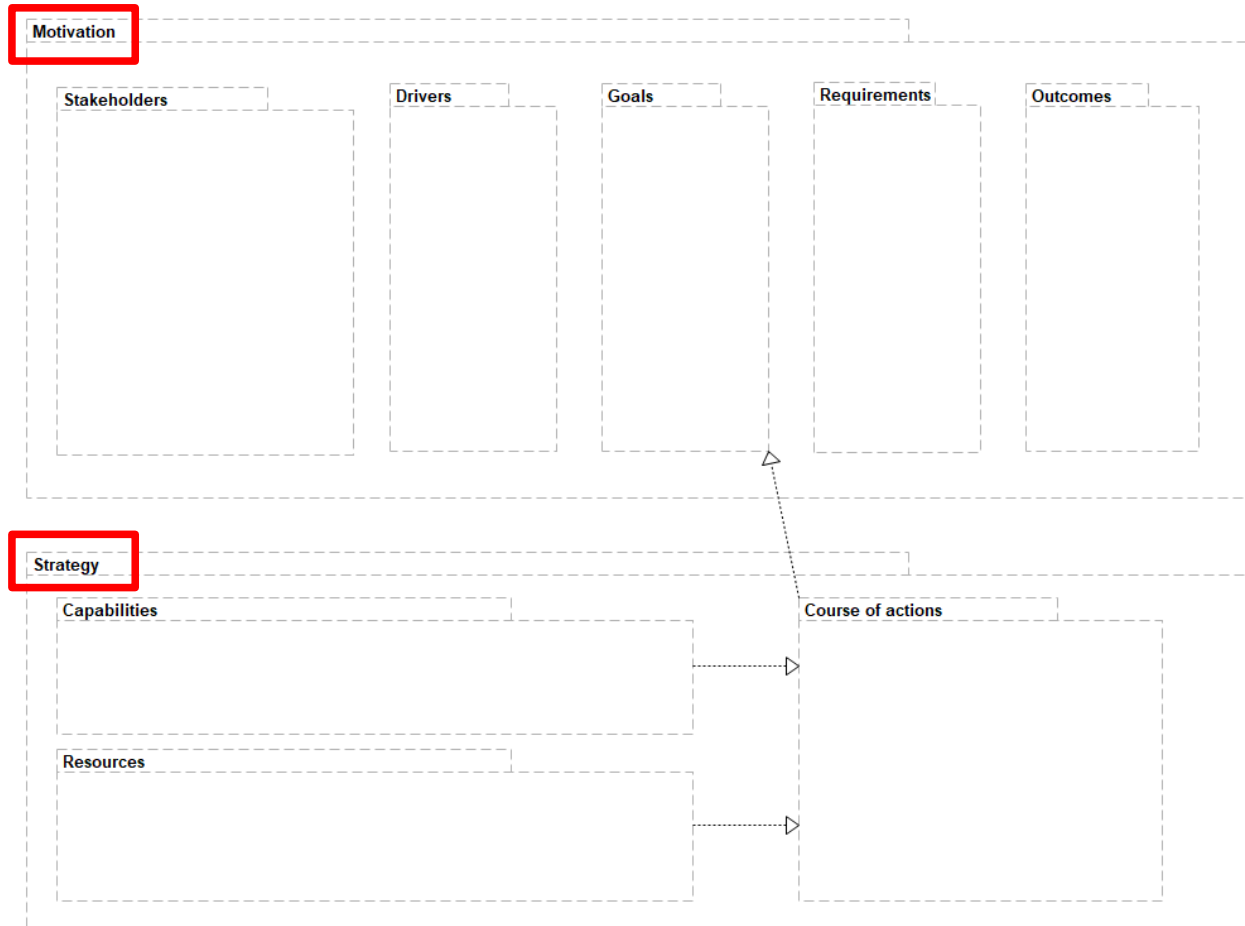 Motivation
Stakeholders
Drivers
Goals
Requirements
Outcomes
Strategy
Capabilities
Course of actions
Resources